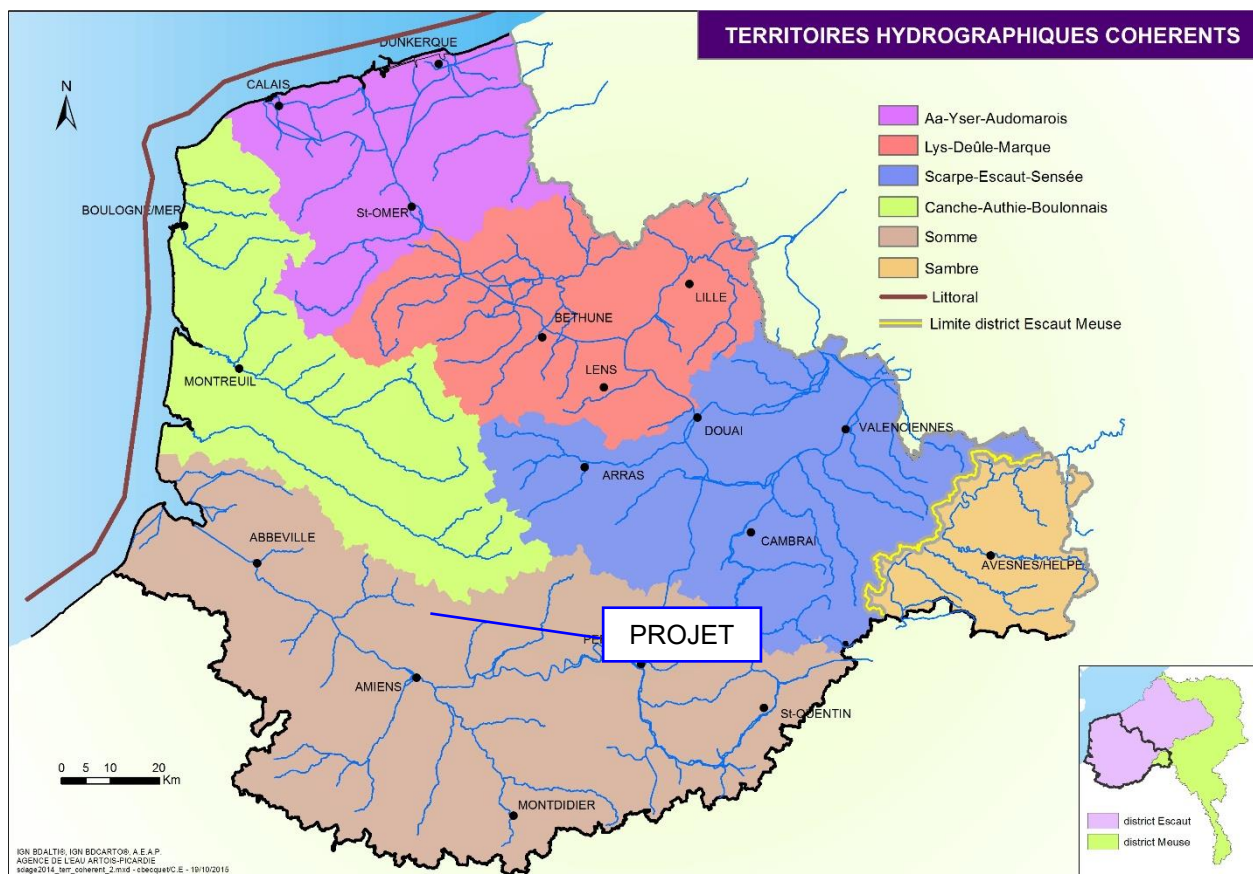 TERRITOIRES HYDROGRAPHIQUES COHERENTS
DUNKERQUE
CALAIS
N
Aa-Yser-Audomarois
Lys-Deûle-Marque
Scarpe-Escaut-Sensée
Canche-Authie-Boulonnais
Somme
Sambre
Littoral
Limite district Escaut Meuse
BOULOGNE/MER
St-OMER
LILLE
BETHUNE
MONTREUIL
LENS
DOUAI
VALENCIENNES
ARRAS
CAMBRAI
ABBEVILLE
AVESNES/HELPE
PROJET
AMIENS
St-QUENTIN
0 5 10 20
Km
MONTDIDIER
district Escaut
district Meuse
IGN BDALTI®, IGN BDCARTO®, A.E.A.P.
AGENCE DE L'EAU ARTOIS-PICARDIE
sdage2014_terr_coherent_2.mxd - cbecquet/C.E - 19/10/2015